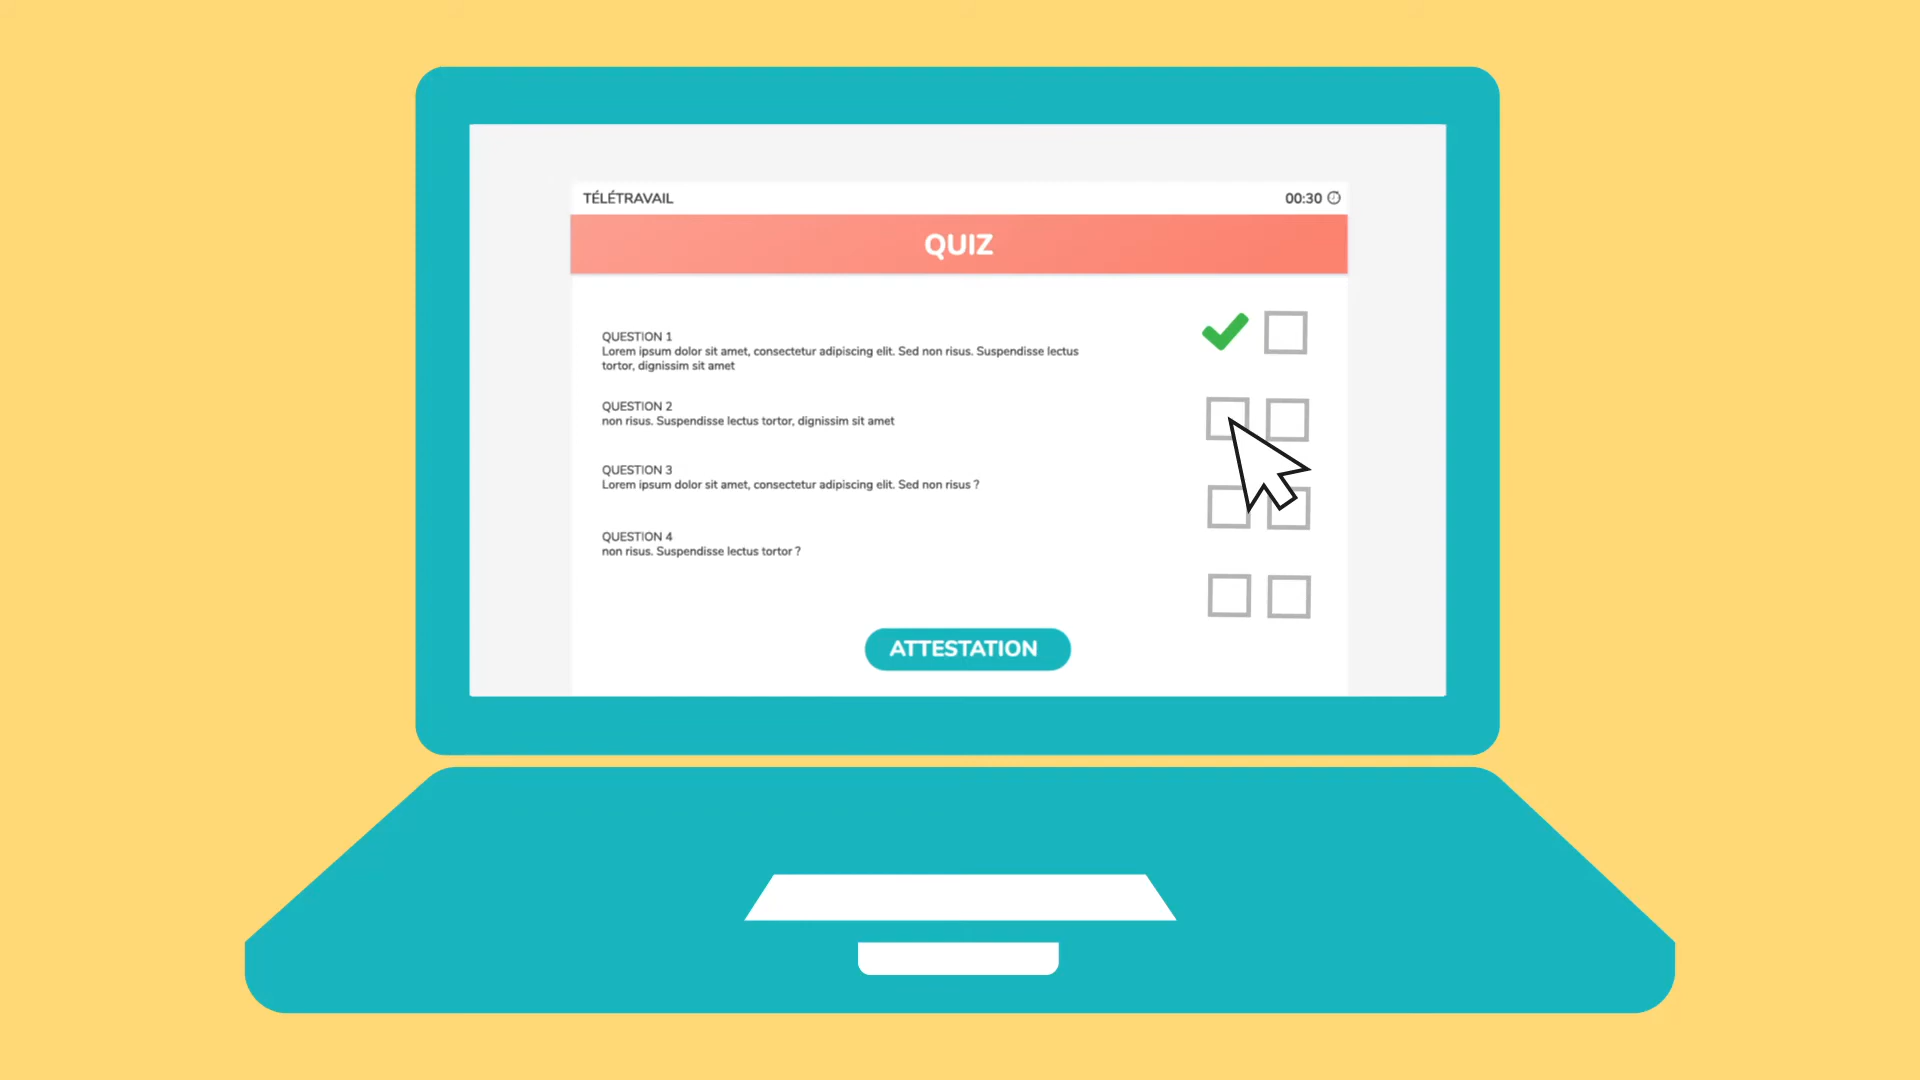 TÉLÉTRAVAIL
00:30
QUIZ
QUESTION 1
Lorem ipsum dolor sit amet, consectetur adipiscing elit. Sed non risus. Suspendisse lectus
tortor, dignissim sit amet
QUESTION 2
non risus. Suspendisse lectus tortor, dignissim sit amet
QUESTION 3
Lorem ipsum dolor sit amet, consectetur adipiscing elit. Sed non risus ?
QUESTION 4
non risus. Suspendisse lectus tortor ?
ATTESTATION